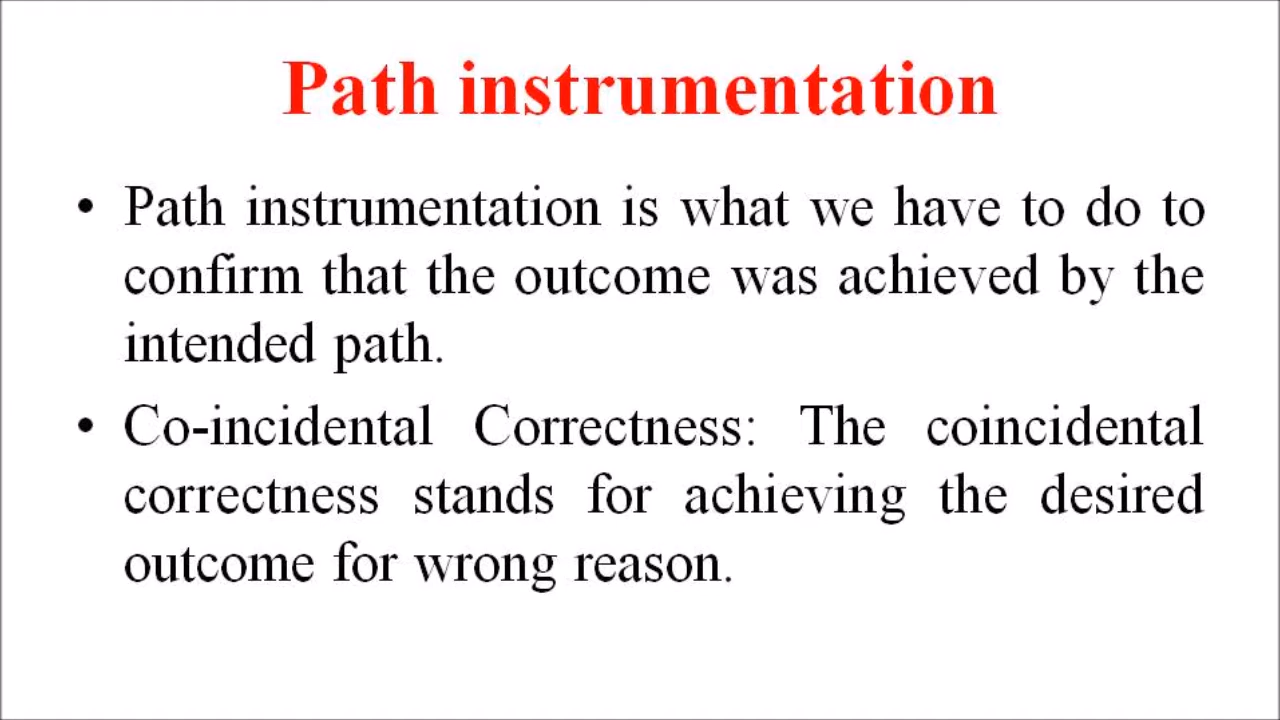 Path instrumentation
• Path instrumentation is what we have to do to
confirm that the outcome was achieved by the
intended path.
• Co-incidental Correctness: The coincidental
correctness stands for achieving the desired
outcome for wrong reason.